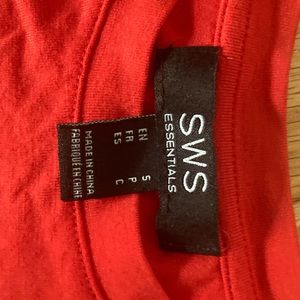 SWS
ESSENTIALS
EN S
FR P
ES C
MADE IN CHINA
FABRIQUÉ EN CHINE